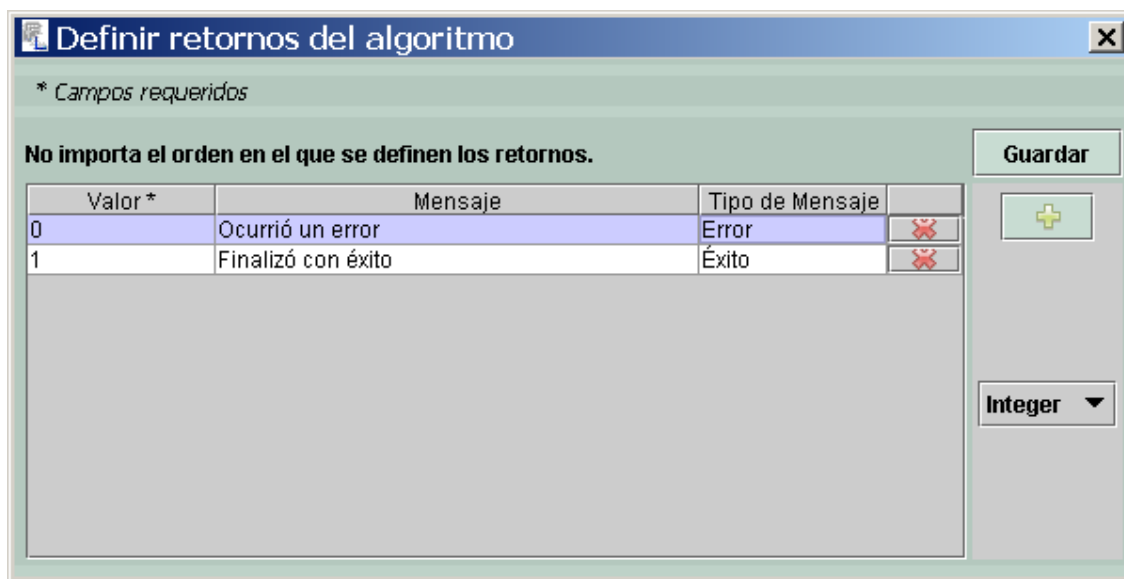 Definir retornos del algoritmo
* Campos requeridos
No importa el orden en el que se definen los retornos.
Guardar
Valor * Mensaje Tipo de Mensaje
0 Ocurrió un error Error
1 Finalizó con éxito Éxito
Integer